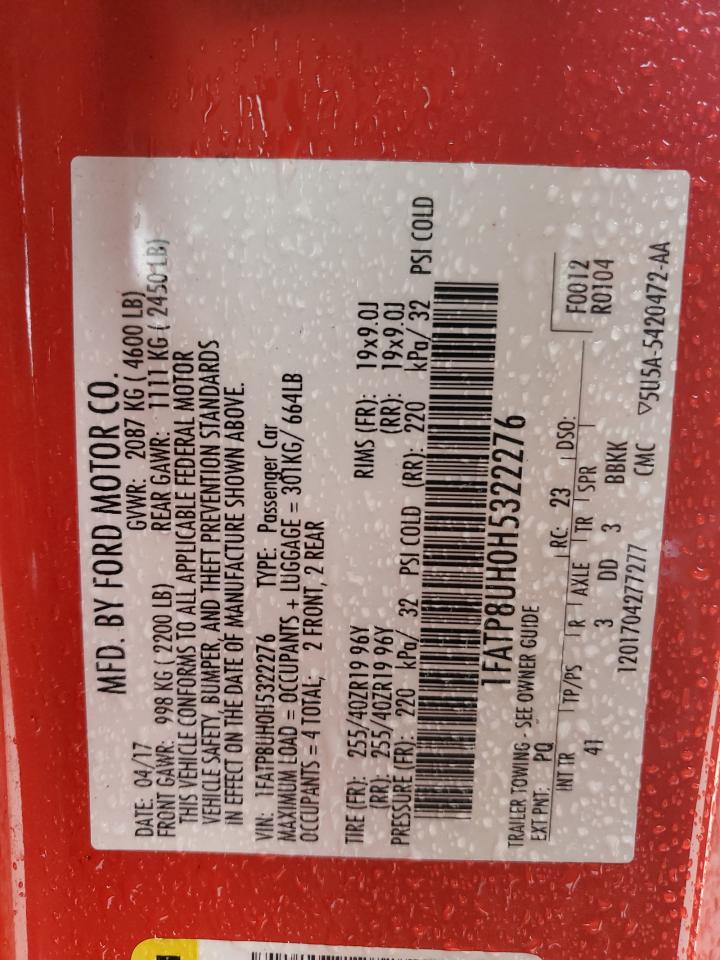 MFD. BY FORD MOTOR CO.
DATE: 04/17 GVWR: 2087 KG ( 4600 LB)
FRONT GAWR: 998 KG ( 2200 LB) REAR GAWR: 1111 KG ( 2450 LB)
THIS VEHICLE CONFORMS TO ALL APPLICABLE FEDERAL MOTOR
VEHICLE SAFETY, BUMPER, AND THEFT PREVENTION STANDARDS
IN EFFECT ON THE DATE OF MANUFACTURE SHOWN ABOVE.
VIN: 1FATP8UH0H5322276 TYPE: Passenger Car
MAXIMUM LOAD = OCCUPANTS + LUGGAGE = 301KG/ 664LB
OCCUPANTS = 4 TOTAL; 2 FRONT, 2 REAR
TIRE (FR): 255/40ZR19 96Y RIMS (FR): 19x9.0J
(RR): 255/40ZR19 96Y (RR): 19x9.0J
PRESSURE (FR): 220 kPa/ 32 PSI COLD (RR): 220 kPa/ 32 PSI COLD
1FATP8UH0H5322276
TRAILER TOWING - SEE OWNER GUIDE
EXT PNT: PQ RC: 23 DSO: F0012
R0104
INT TR TP/PS R AXLE TR SPR
41 3 DD 3 BBKK
1201704277277 CMC ▽5U5A-5420472-AA